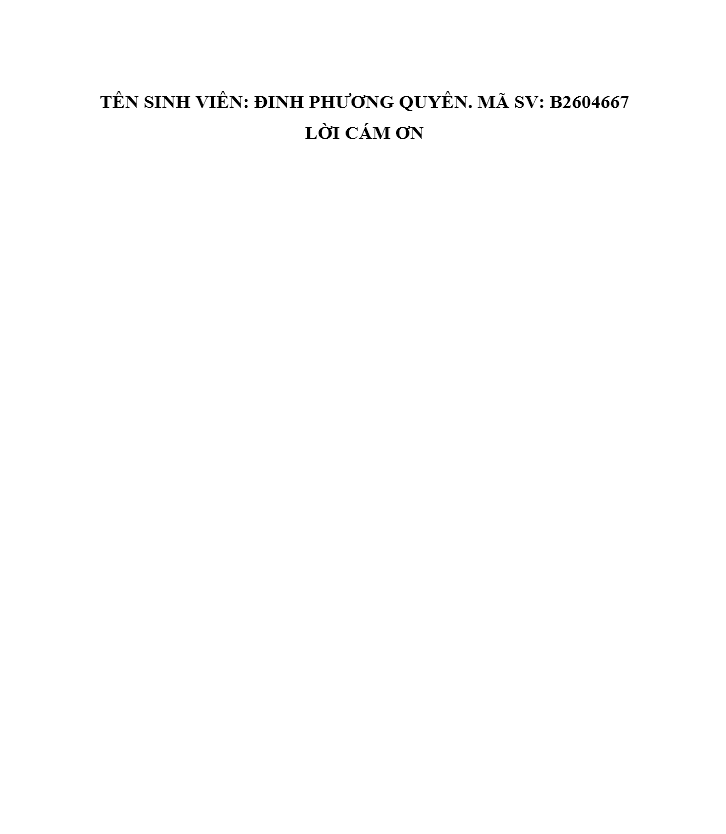 TÊN SINH VIÊN: ĐINH PHƯƠNG QUYÊN. MÃ SV: B2604667
LỜI CÁM ƠN